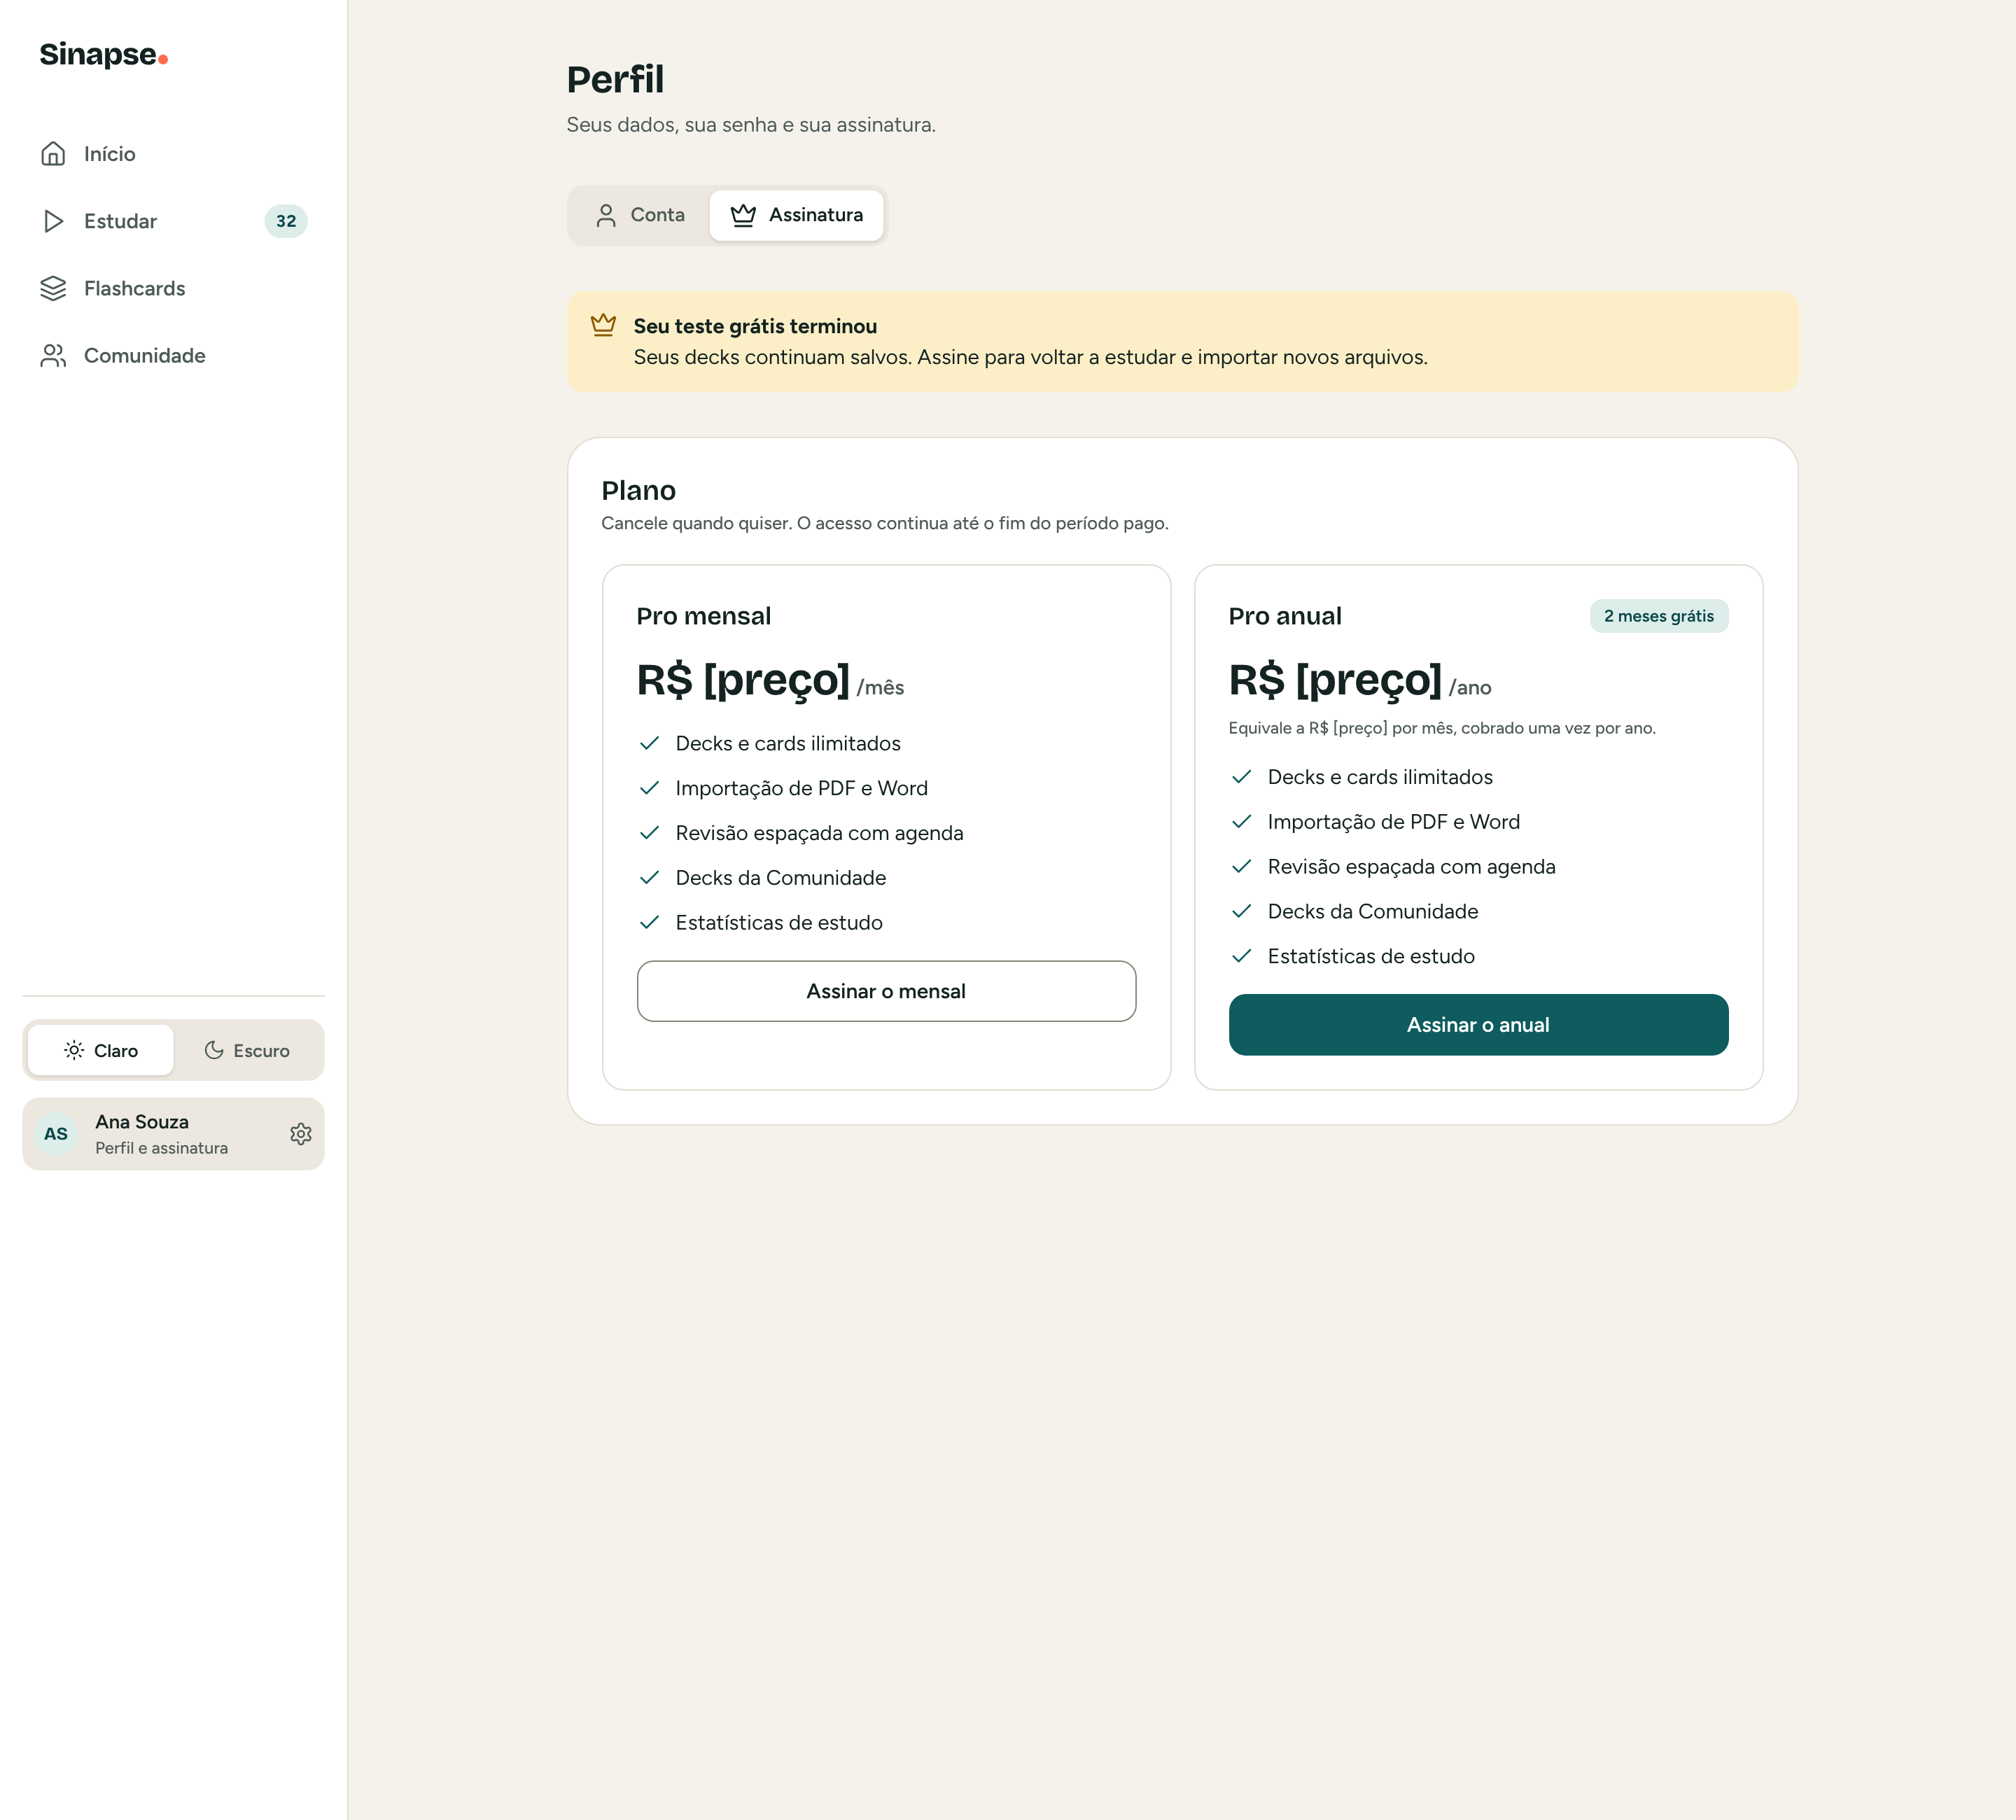 Sinapse.
Início
Estudar
32
Flashcards
Comunidade
Claro
Escuro
AS
Ana Souza
Perfil e assinatura
Perfil
Seus dados, sua senha e sua assinatura.
Conta
Assinatura
Seu teste grátis terminou
Seus decks continuam salvos. Assine para voltar a estudar e importar novos arquivos.
Plano
Cancele quando quiser. O acesso continua até o fim do período pago.
Pro mensal
R$ [preço] /mês
Decks e cards ilimitados
Importação de PDF e Word
Revisão espaçada com agenda
Decks da Comunidade
Estatísticas de estudo
Assinar o mensal
Pro anual
2 meses grátis
R$ [preço] /ano
Equivale a R$ [preço] por mês, cobrado uma vez por ano.
Decks e cards ilimitados
Importação de PDF e Word
Revisão espaçada com agenda
Decks da Comunidade
Estatísticas de estudo
Assinar o anual